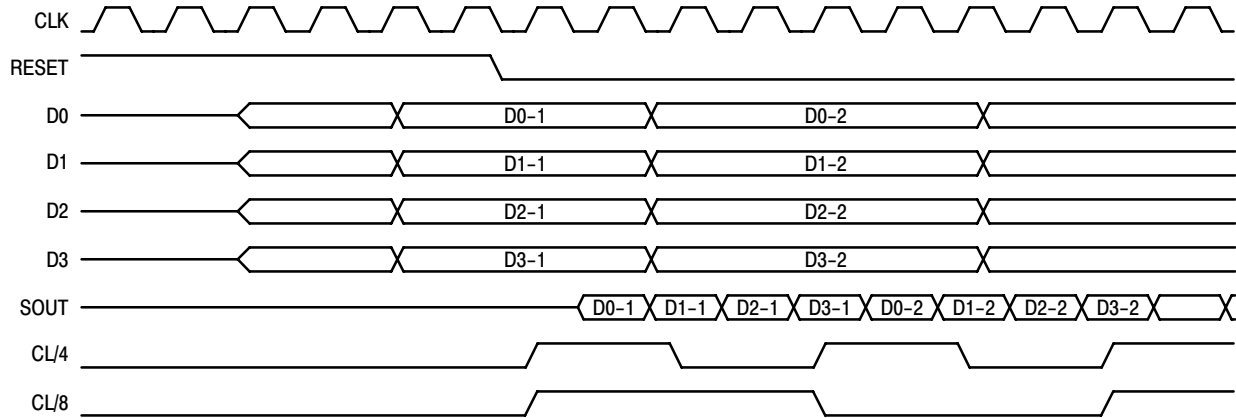 CLK
RESET
D0 D0-1 D0-2
D1 D1-1 D1-2
D2 D2-1 D2-2
D3 D3-1 D3-2
SOUT D0-1 D1-1 D2-1 D3-1 D0-2 D1-2 D2-2 D3-2
CL/4
CL/8